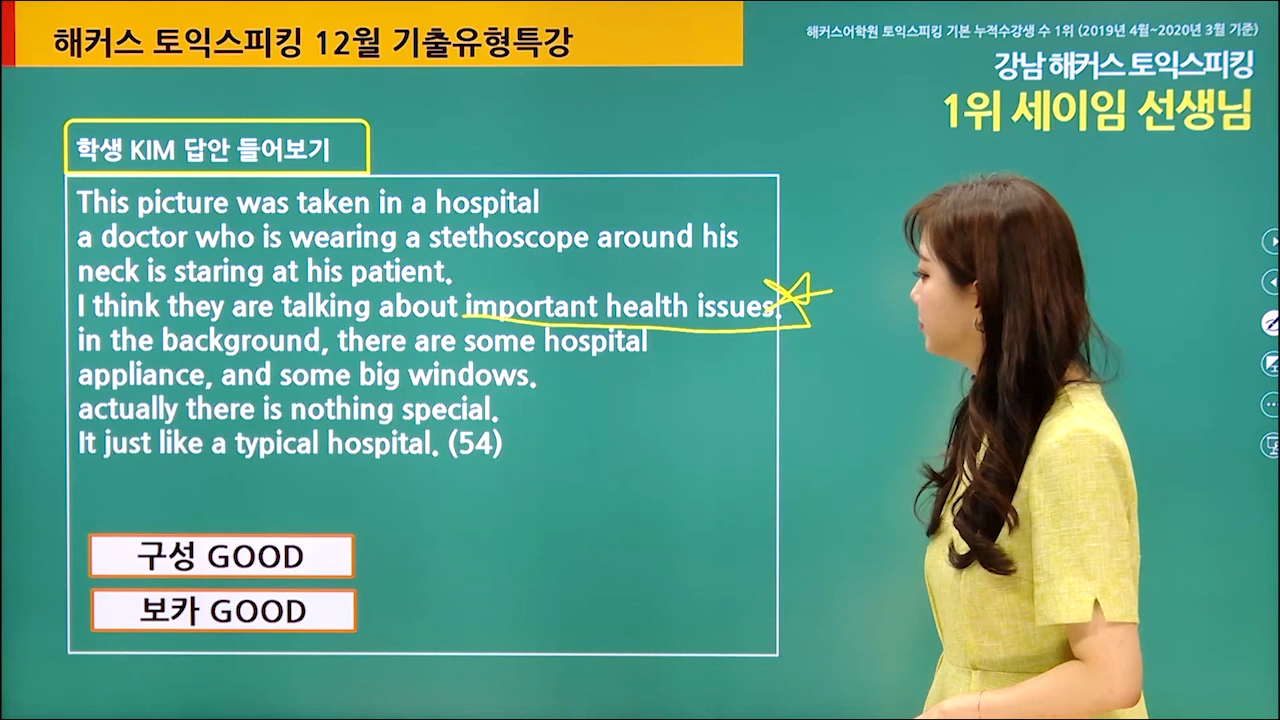 해커스 토익스피킹 12월 기출유형특강
해커스어학원 토익스피킹 기본 누적수강생 수 1위 (2019년 4월~2020년 3월 기준)
강남 해커스 토익스피킹
1위 세이임 선생님
학생 KIM 답안 들어보기
This picture was taken in a hospital
a doctor who is wearing a stethoscope around his
neck is staring at his patient.
I think they are talking about important health issues.
in the background, there are some hospital
appliance, and some big windows.
actually there is nothing special.
It just like a typical hospital. (54)
구성 GOOD
보카 GOOD